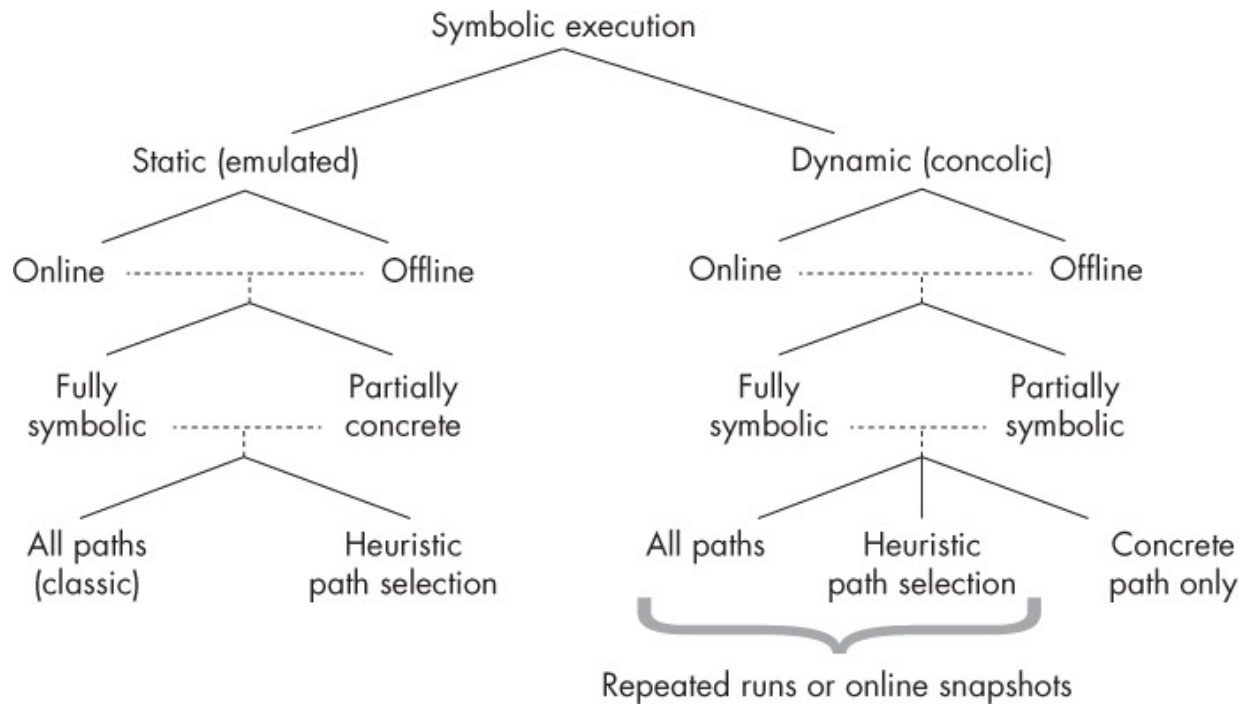 Symbolic execution
Static (emulated)
Dynamic (concolic)
Online
Offline
Online
Offline
Fully
symbolic
Partially
concrete
Fully
symbolic
Partially
symbolic
All paths
(classic)
Heuristic
path selection
All paths
Heuristic
path selection
Concrete
path only
Repeated runs or online snapshots